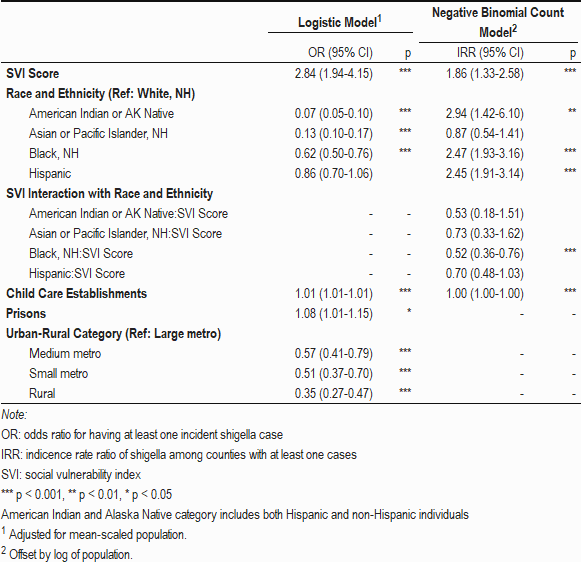 Logistic Model1 Negative Binomial Count Model2
OR (95% CI) p IRR (95% CI) p
SVI Score 2.84 (1.94-4.15) *** 1.86 (1.33-2.58) ***
Race and Ethnicity (Ref: White, NH)
American Indian or AK Native 0.07 (0.05-0.10) *** 2.94 (1.42-6.10) **
Asian or Pacific Islander, NH 0.13 (0.10-0.17) *** 0.87 (0.54-1.41)
Black, NH 0.62 (0.50-0.76) *** 2.47 (1.93-3.16) ***
Hispanic 0.86 (0.70-1.06) 2.45 (1.91-3.14) ***
SVI Interaction with Race and Ethnicity
American Indian or AK Native:SVI Score - - 0.53 (0.18-1.51)
Asian or Pacific Islander, NH:SVI Score - - 0.73 (0.33-1.62)
Black, NH:SVI Score - - 0.52 (0.36-0.76) ***
Hispanic:SVI Score - - 0.70 (0.48-1.03)
Child Care Establishments 1.01 (1.01-1.01) *** 1.00 (1.00-1.00) ***
Prisons 1.08 (1.01-1.15) * - -
Urban-Rural Category (Ref: Large metro)
Medium metro 0.57 (0.41-0.79) *** - -
Small metro 0.51 (0.37-0.70) *** - -
Rural 0.35 (0.27-0.47) *** - -
Note:
OR: odds ratio for having at least one incident shigella case
IRR: indicence rate ratio of shigella among counties with at least one cases
SVI: social vulnerability index
*** p < 0.001, ** p < 0.01, * p < 0.05
American Indian and Alaska Native category includes both Hispanic and non-Hispanic individuals
1 Adjusted for mean-scaled population.
2 Offset by log of population.